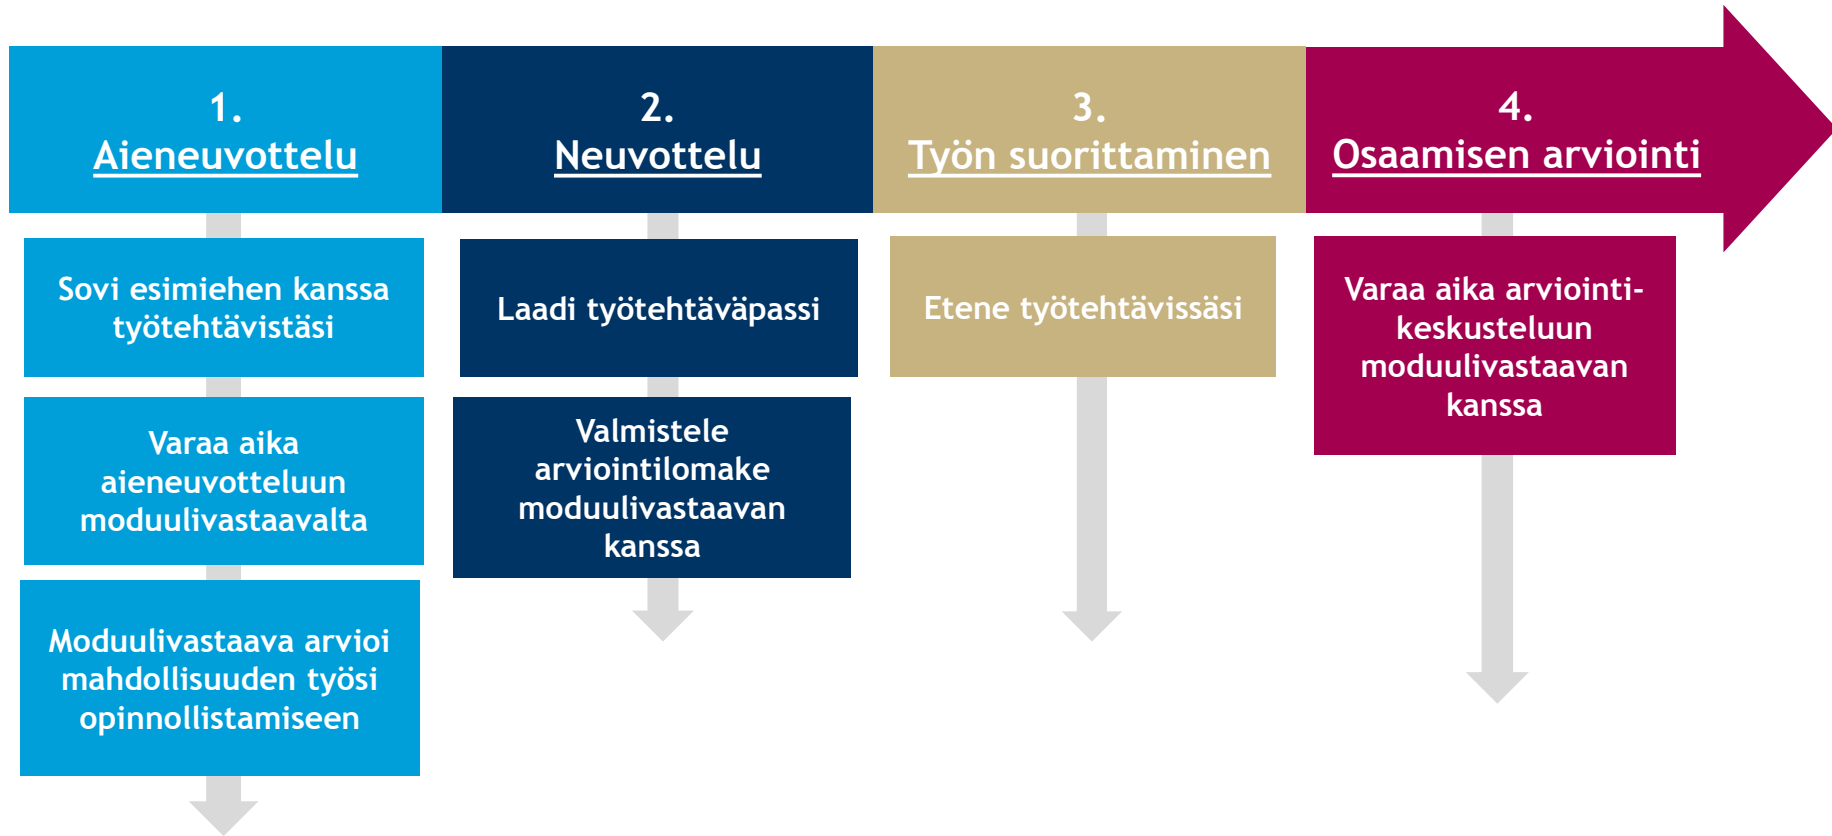 1.
Aieneuvottelu
2.
Neuvottelu
3.
Työn suorittaminen
4.
Osaamisen arviointi
Sovi esimiehen kanssa
työtehtävistäsi
Varaa aika
aieneuvotteluun
moduulivastaavalta
Moduulivastaava arvioi
mahdollisuuden työsi
opinnollistamiseen
Laadi työtehtäväpassi
Valmistele
arviointilomake
moduulivastaavan
kanssa
Etene työtehtävissäsi
Varaa aika arviointi-
keskusteluun
moduulivastaavan
kanssa